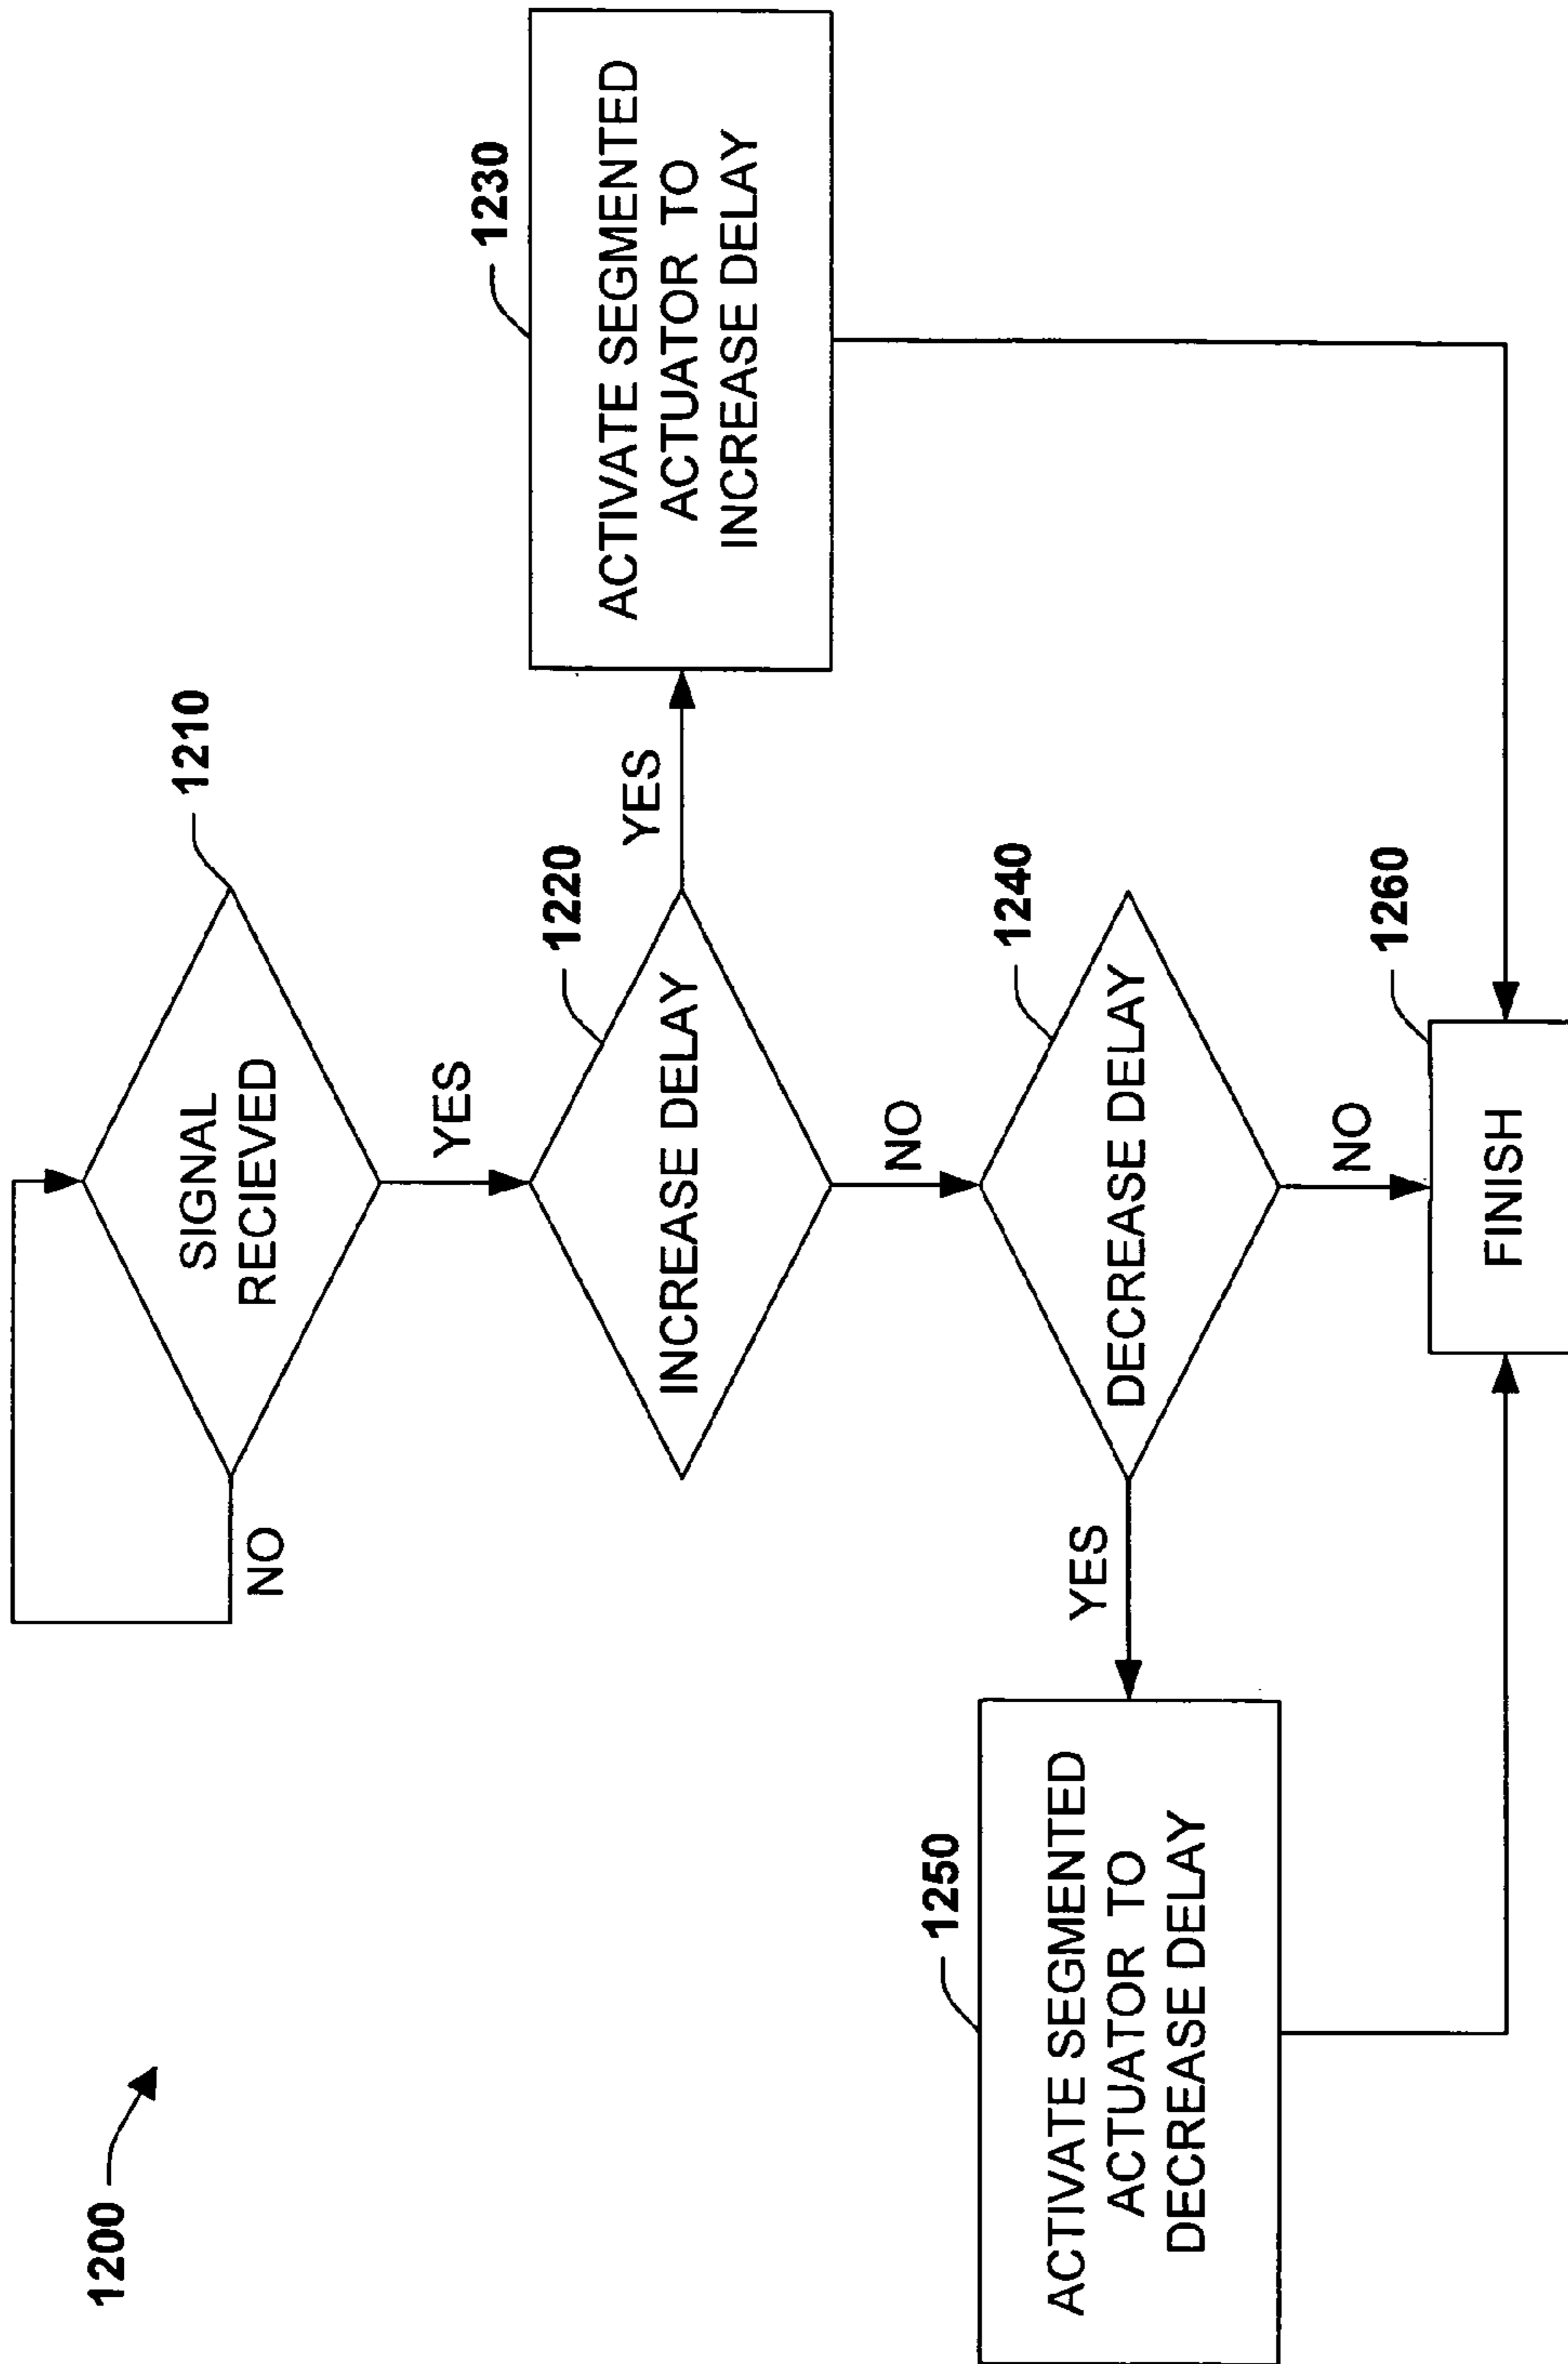 1200
1210
SIGNAL
RECIEVED
NO
YES
1220
INCREASE DELAY
YES
1230
ACTIVATE SEGMENTED
ACTUATOR TO
INCREASE DELAY
NO
1240
DECREASE DELAY
YES
1250
ACTIVATE SEGMENTED
ACTUATOR TO
DECREASE DELAY
NO
1260
FINISH